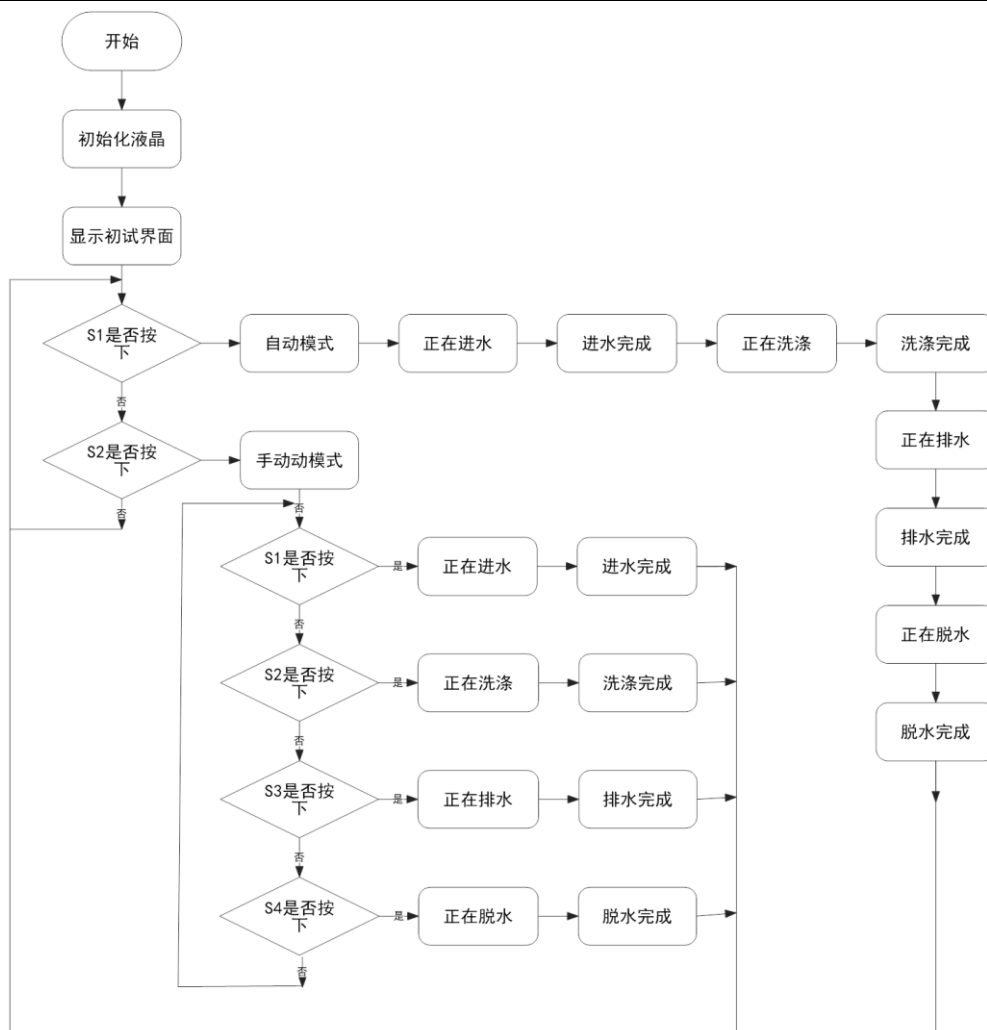 开始
初始化液晶
显示初试界面
S1是否按
下
自动模式
正在进水
进水完成
正在洗涤
洗涤完成
否
正在排水
S2是否按
下
手动动模式
否
否
排水完成
S1是否按
下
是
正在进水
进水完成
否
正在脱水
S2是否按
下
是
正在洗涤
洗涤完成
脱水完成
否
S3是否按
下
是
正在排水
排水完成
否
S4是否按
下
是
正在脱水
脱水完成
否